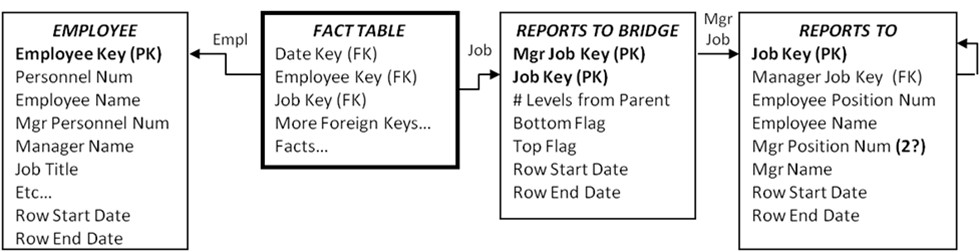 EMPLOYEE
Employee Key (PK)
Personnel Num
Employee Name
Mgr Personnel Num
Manager Name
Job Title
Etc...
Row Start Date
Row End Date
Empl
FACT TABLE
Date Key (FK)
Employee Key (FK)
Job Key (FK)
More Foreign Keys...
Facts...
Job
REPORTS TO BRIDGE
Mgr Job Key (PK)
Job Key (PK)
# Levels from Parent
Bottom Flag
Top Flag
Row Start Date
Row End Date
Mgr
Job
REPORTS TO
Job Key (PK)
Manager Job Key (FK)
Employee Position Num
Employee Name
Mgr Position Num (2?)
Mgr Name
Row Start Date
Row End Date